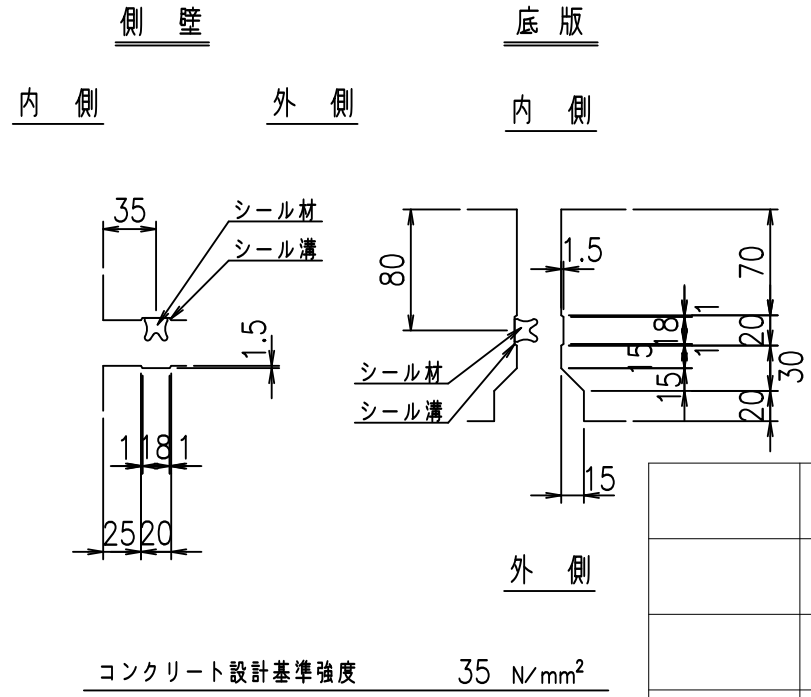 側 壁
底 版
内 側
外 側
内 側
35
シール材
シール溝
1.5
1
18
1
25
20
80
1.5
シール材
シール溝
70
1
18
20
1
15
15
30
20
15
外 側
コンクリート設計基準強度 35 N/mm²